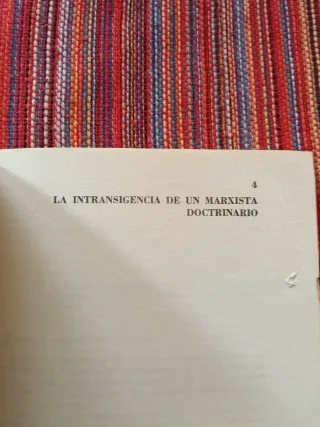 4
LA INTRANSIGENCIA DE UN MARXISTA
DOCTRINARIO